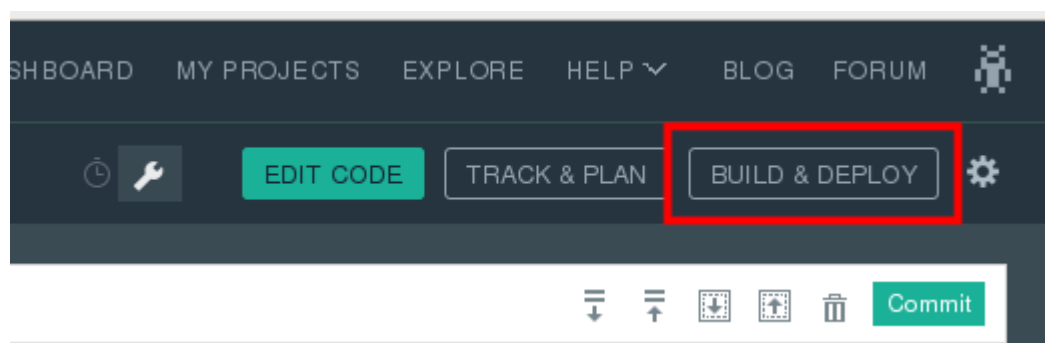 SHBOARD MY PROJECTS EXPLORE HELP BLOG FORUM
EDIT CODE TRACK & PLAN BUILD & DEPLOY
Commit